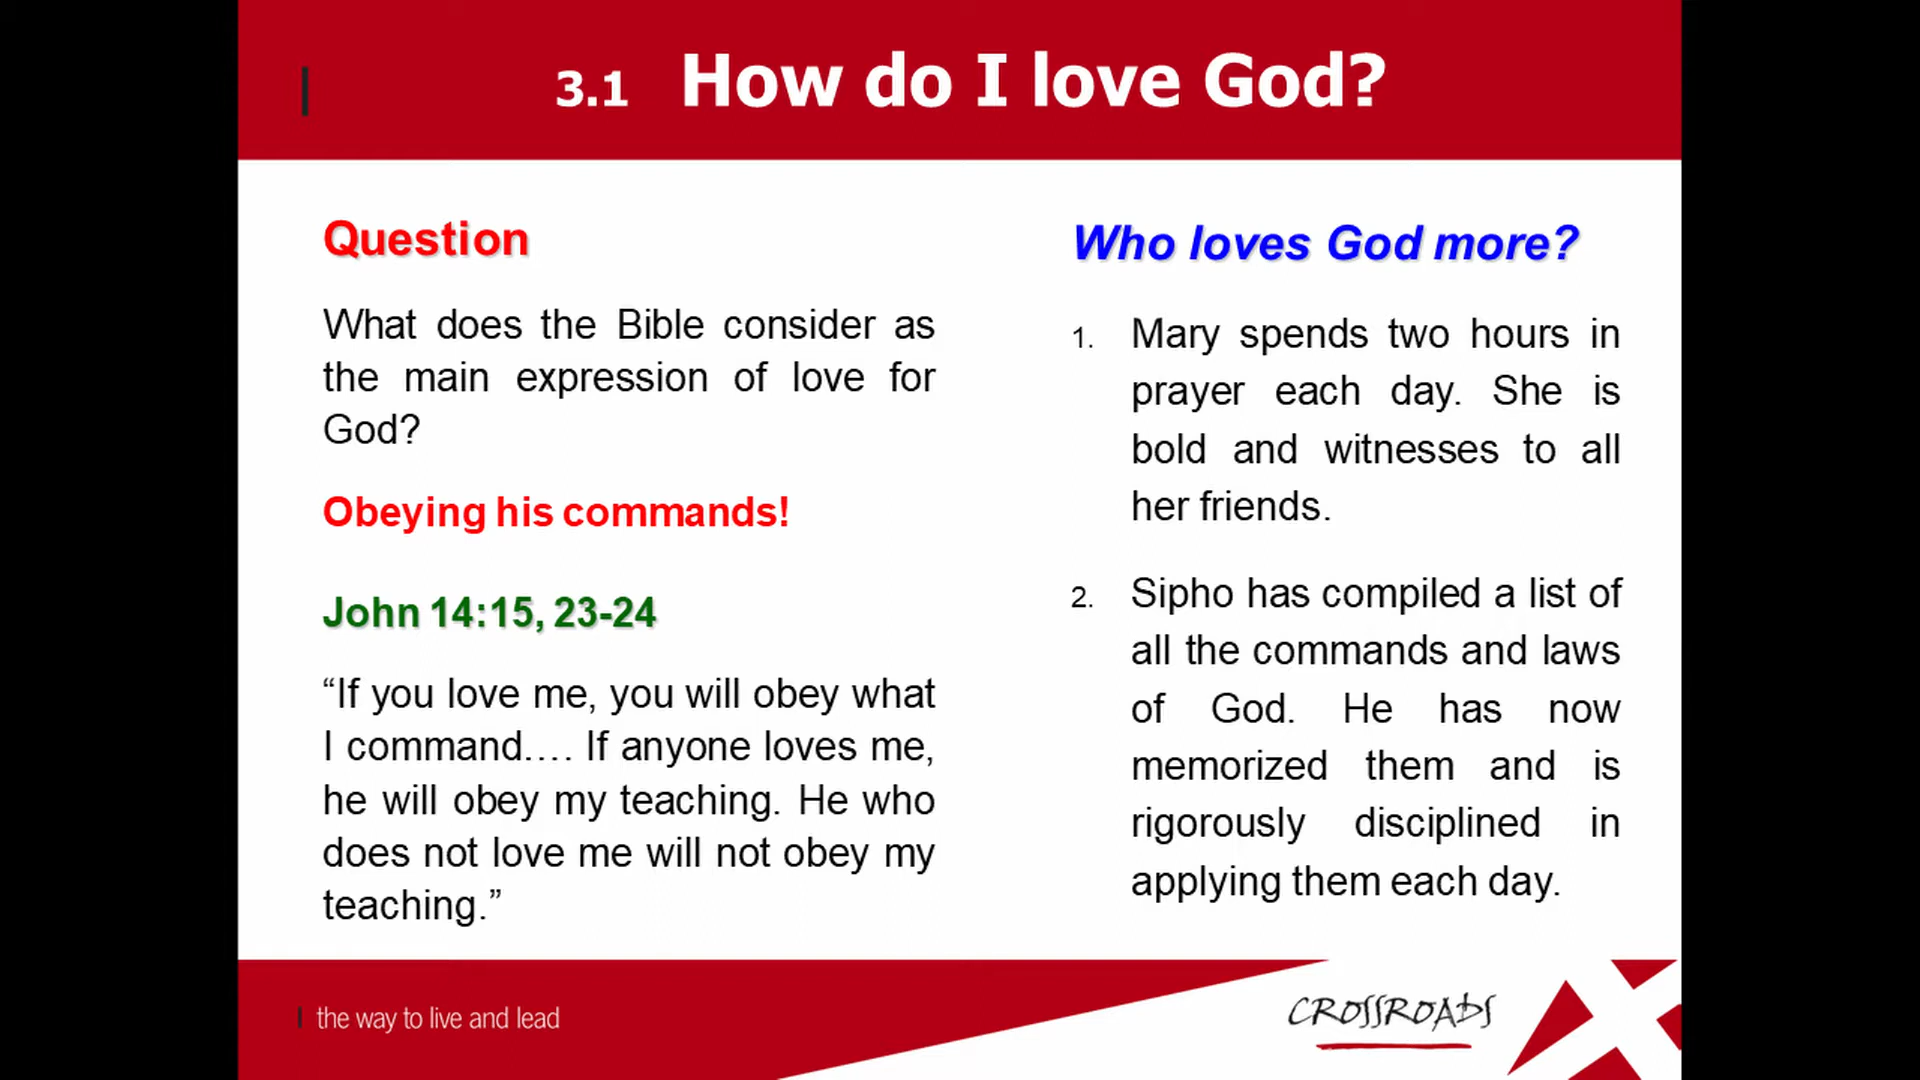 3.1 How do I love God?
Question
What does the Bible consider as
the main expression of love for
God?
Obeying his commands!
John 14:15, 23-24
“If you love me, you will obey what
I command…. If anyone loves me,
he will obey my teaching. He who
does not love me will not obey my
teaching.”
Who loves God more?
1. Mary spends two hours in
prayer each day. She is
bold and witnesses to all
her friends.
2. Sipho has compiled a list of
all the commands and laws
of God. He has now
memorized them and is
rigorously disciplined in
applying them each day.
the way to live and lead
CROSSROADS